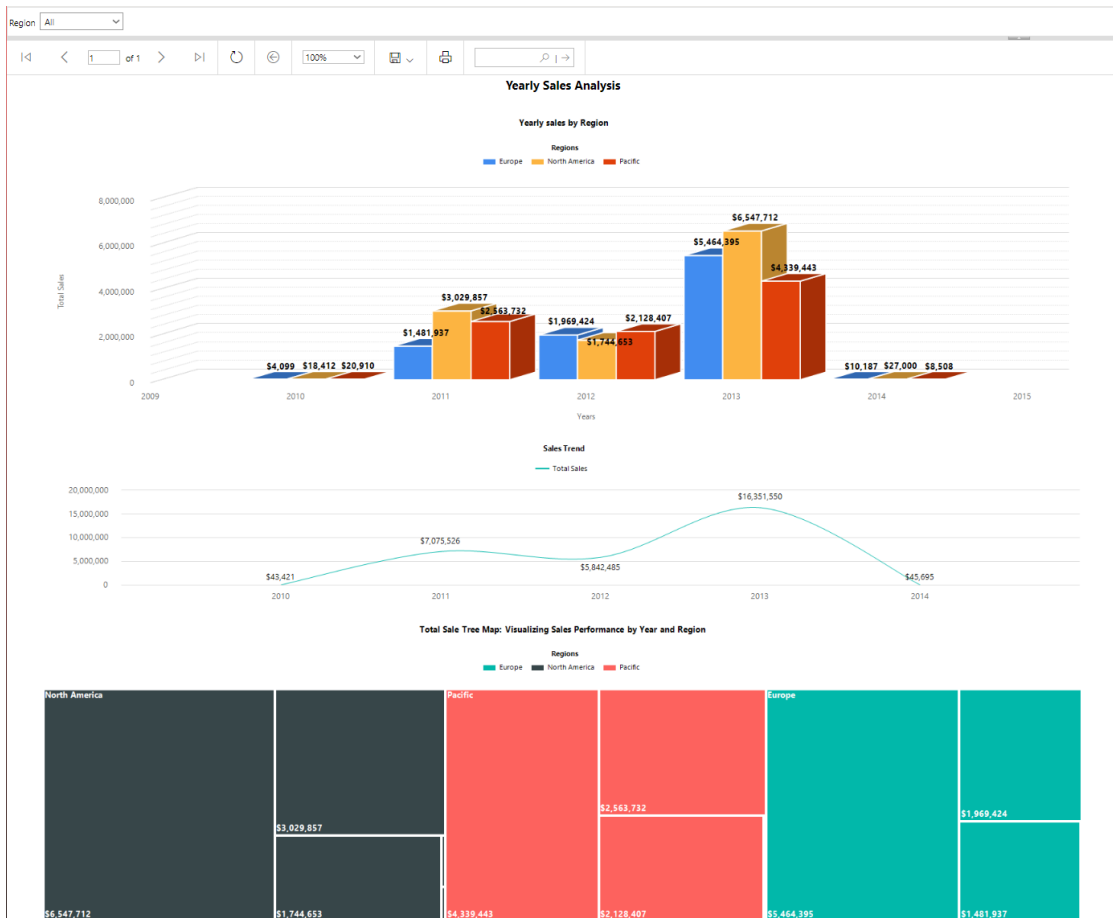 Region All
1 of 1 100%
Yearly Sales Analysis
Yearly sales by Region
Regions
Europe North America Pacific
8,000,000
6,000,000
4,000,000
2,000,000
0
Total Sales
$4,099 $18,412 $20,910
$1,481,937 $3,029,857 $2,563,732
$1,969,424 $1,744,653 $2,128,407
$5,464,395 $6,547,712 $4,339,443
$10,187 $27,000 $8,508
2009 2010 2011 2012 2013 2014 2015
Years
Sales Trend
Total Sales
20,000,000
15,000,000
10,000,000
5,000,000
0
$43,421 $7,075,526 $5,842,485 $16,351,550 $45,695
2010 2011 2012 2013 2014
Total Sale Tree Map: Visualizing Sales Performance by Year and Region
Regions
Europe North America Pacific
North America Pacific Europe
$2,563,732
$1,969,424
$3,029,857
$6,547,712 $1,744,653 $4,339,443 $2,128,407 $5,464,395 $1,481,937